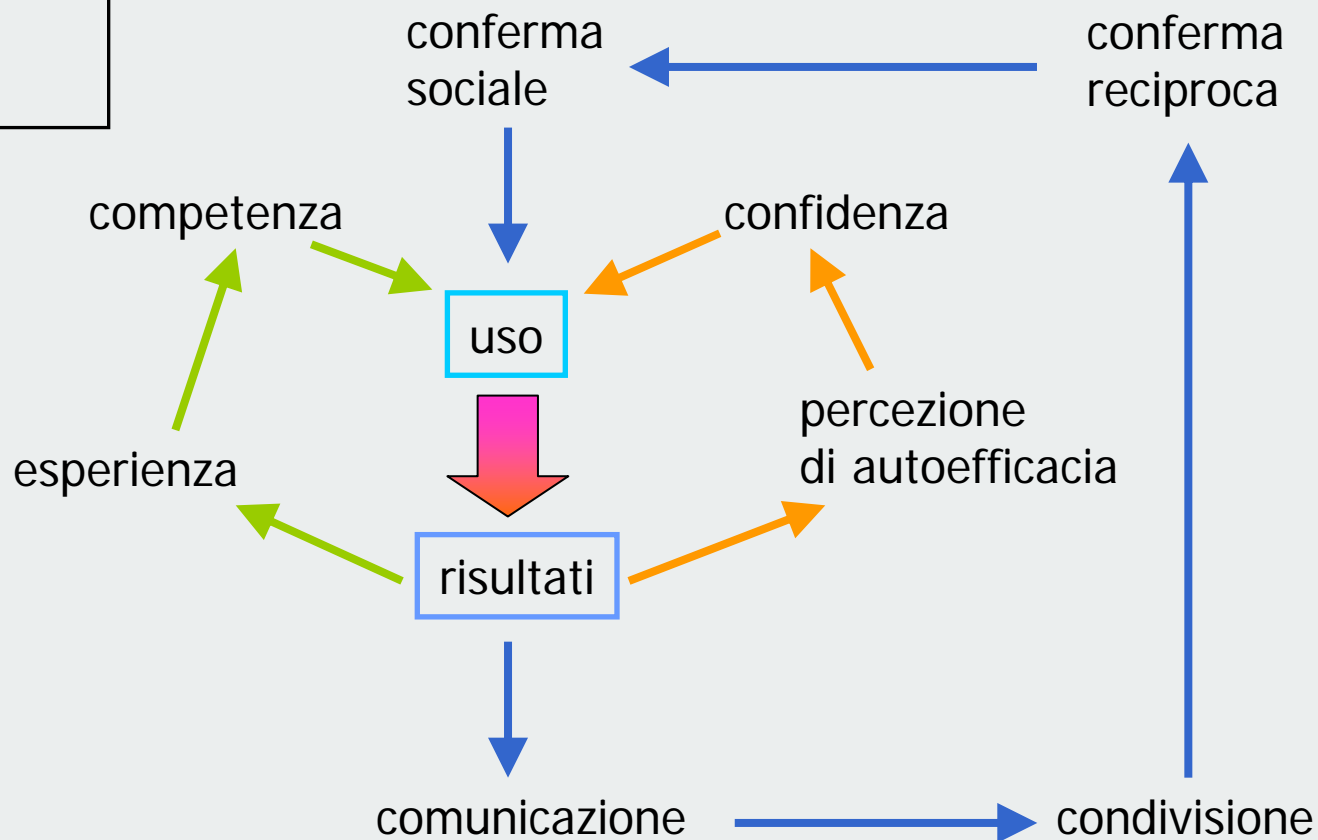 conferma
sociale
conferma
reciproca
competenza
confidenza
uso
percezione
di autoefficacia
esperienza
risultati
comunicazione
condivisione